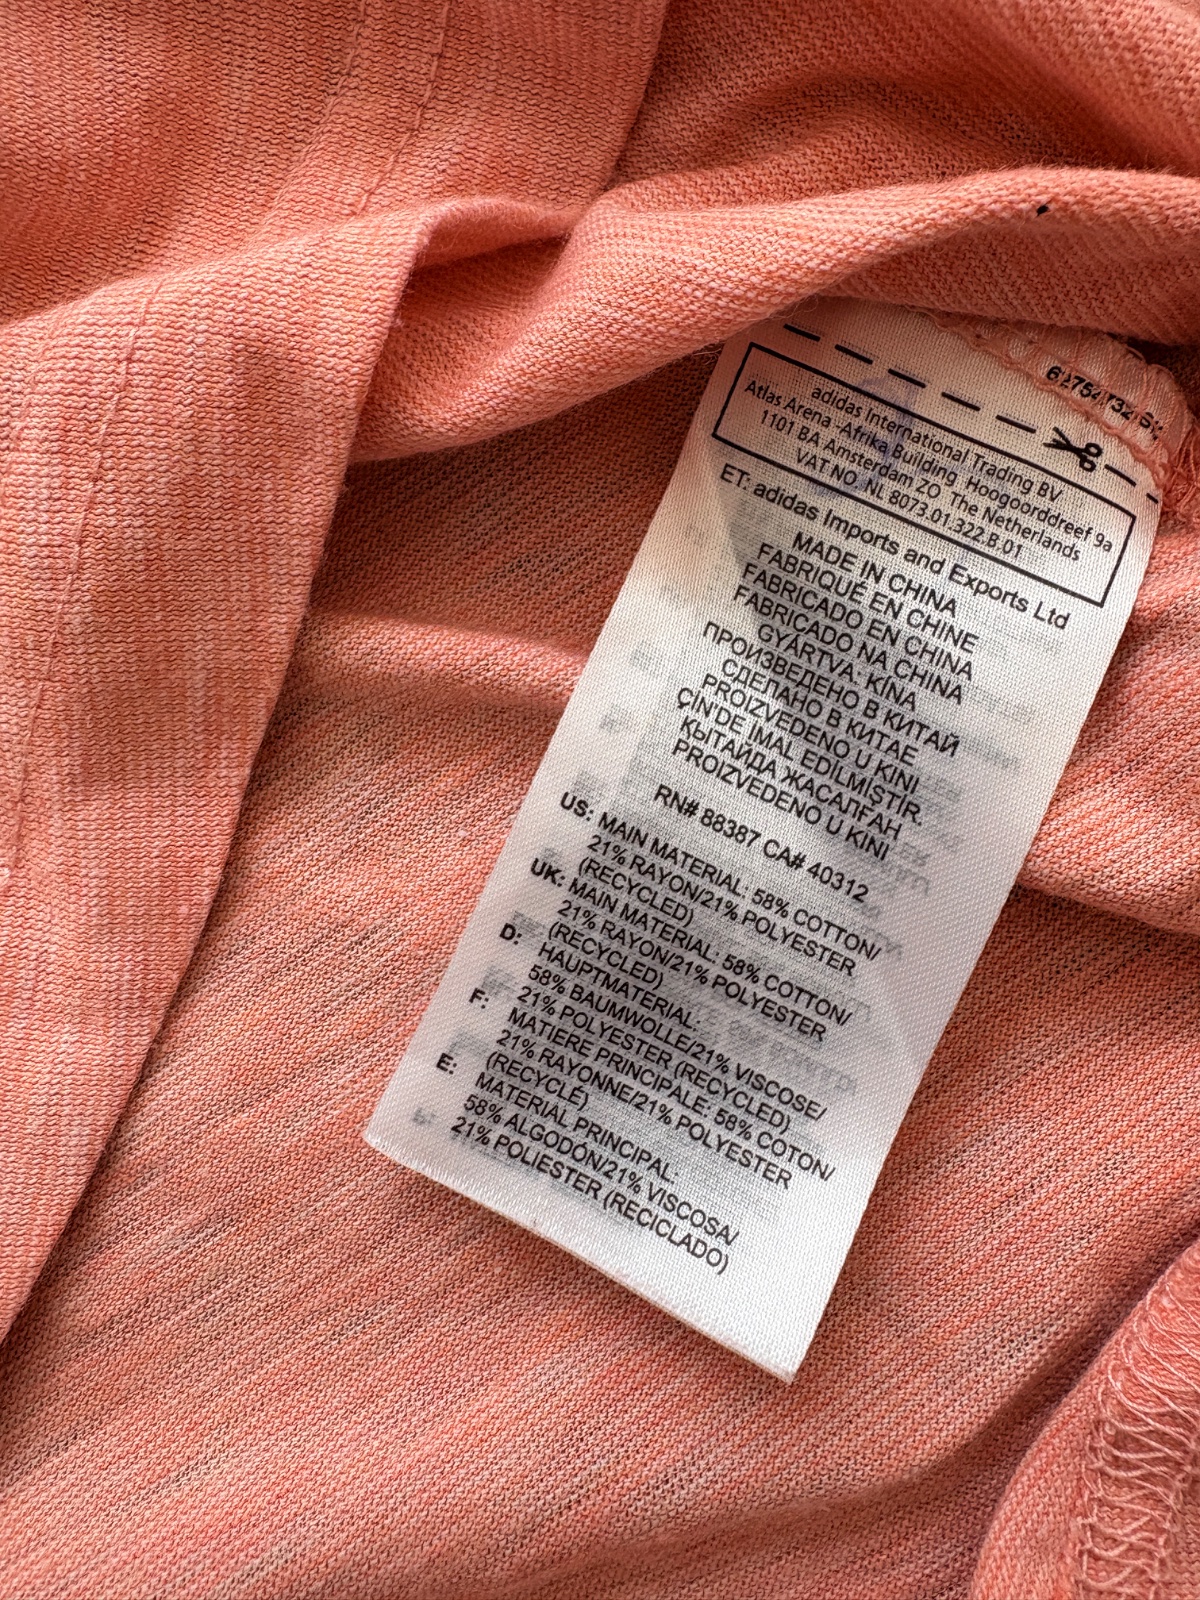 adidas International Trading BV
Atlas Arena -Afrika Building Hoogoorddreef 9a
1101 BA Amsterdam ZO The Netherlands
VAT NO. NL 8073.01.322.B.01
ET: adidas Imports and Exports Ltd
MADE IN CHINA
FABRIQUÉ EN CHINE
FABRICADO EN CHINA
FABRICADO NA CHINA
GYÁRTVA: KÍNA
ПРОИЗВЕДЕНО В КИТАЙ
СДЕЛАНО В КИТАЕ
PROIZVEDENO U KINI
ÇİN'DE İMAL EDİLMİŞTİR.
ҚЫТАЙДА ЖАСАЛҒАН
PROIZVEDENO U KINI
RN# 88387 CA# 40312
US: MAIN MATERIAL: 58% COTTON/
21% RAYON/21% POLYESTER
(RECYCLED)
UK: MAIN MATERIAL: 58% COTTON/
21% RAYON/21% POLYESTER
(RECYCLED)
D: HAUPTMATERIAL:
58% BAUMWOLLE/21% VISCOSE/
21% POLYESTER (RECYCLED)
F: MATIERE PRINCIPALE: 58% COTON/
21% RAYONNE/21% POLYESTER
(RECYCLÉ)
E: MATERIAL PRINCIPAL:
58% ALGODÓN/21% VISCOSA/
21% POLIESTER (RECICLADO)